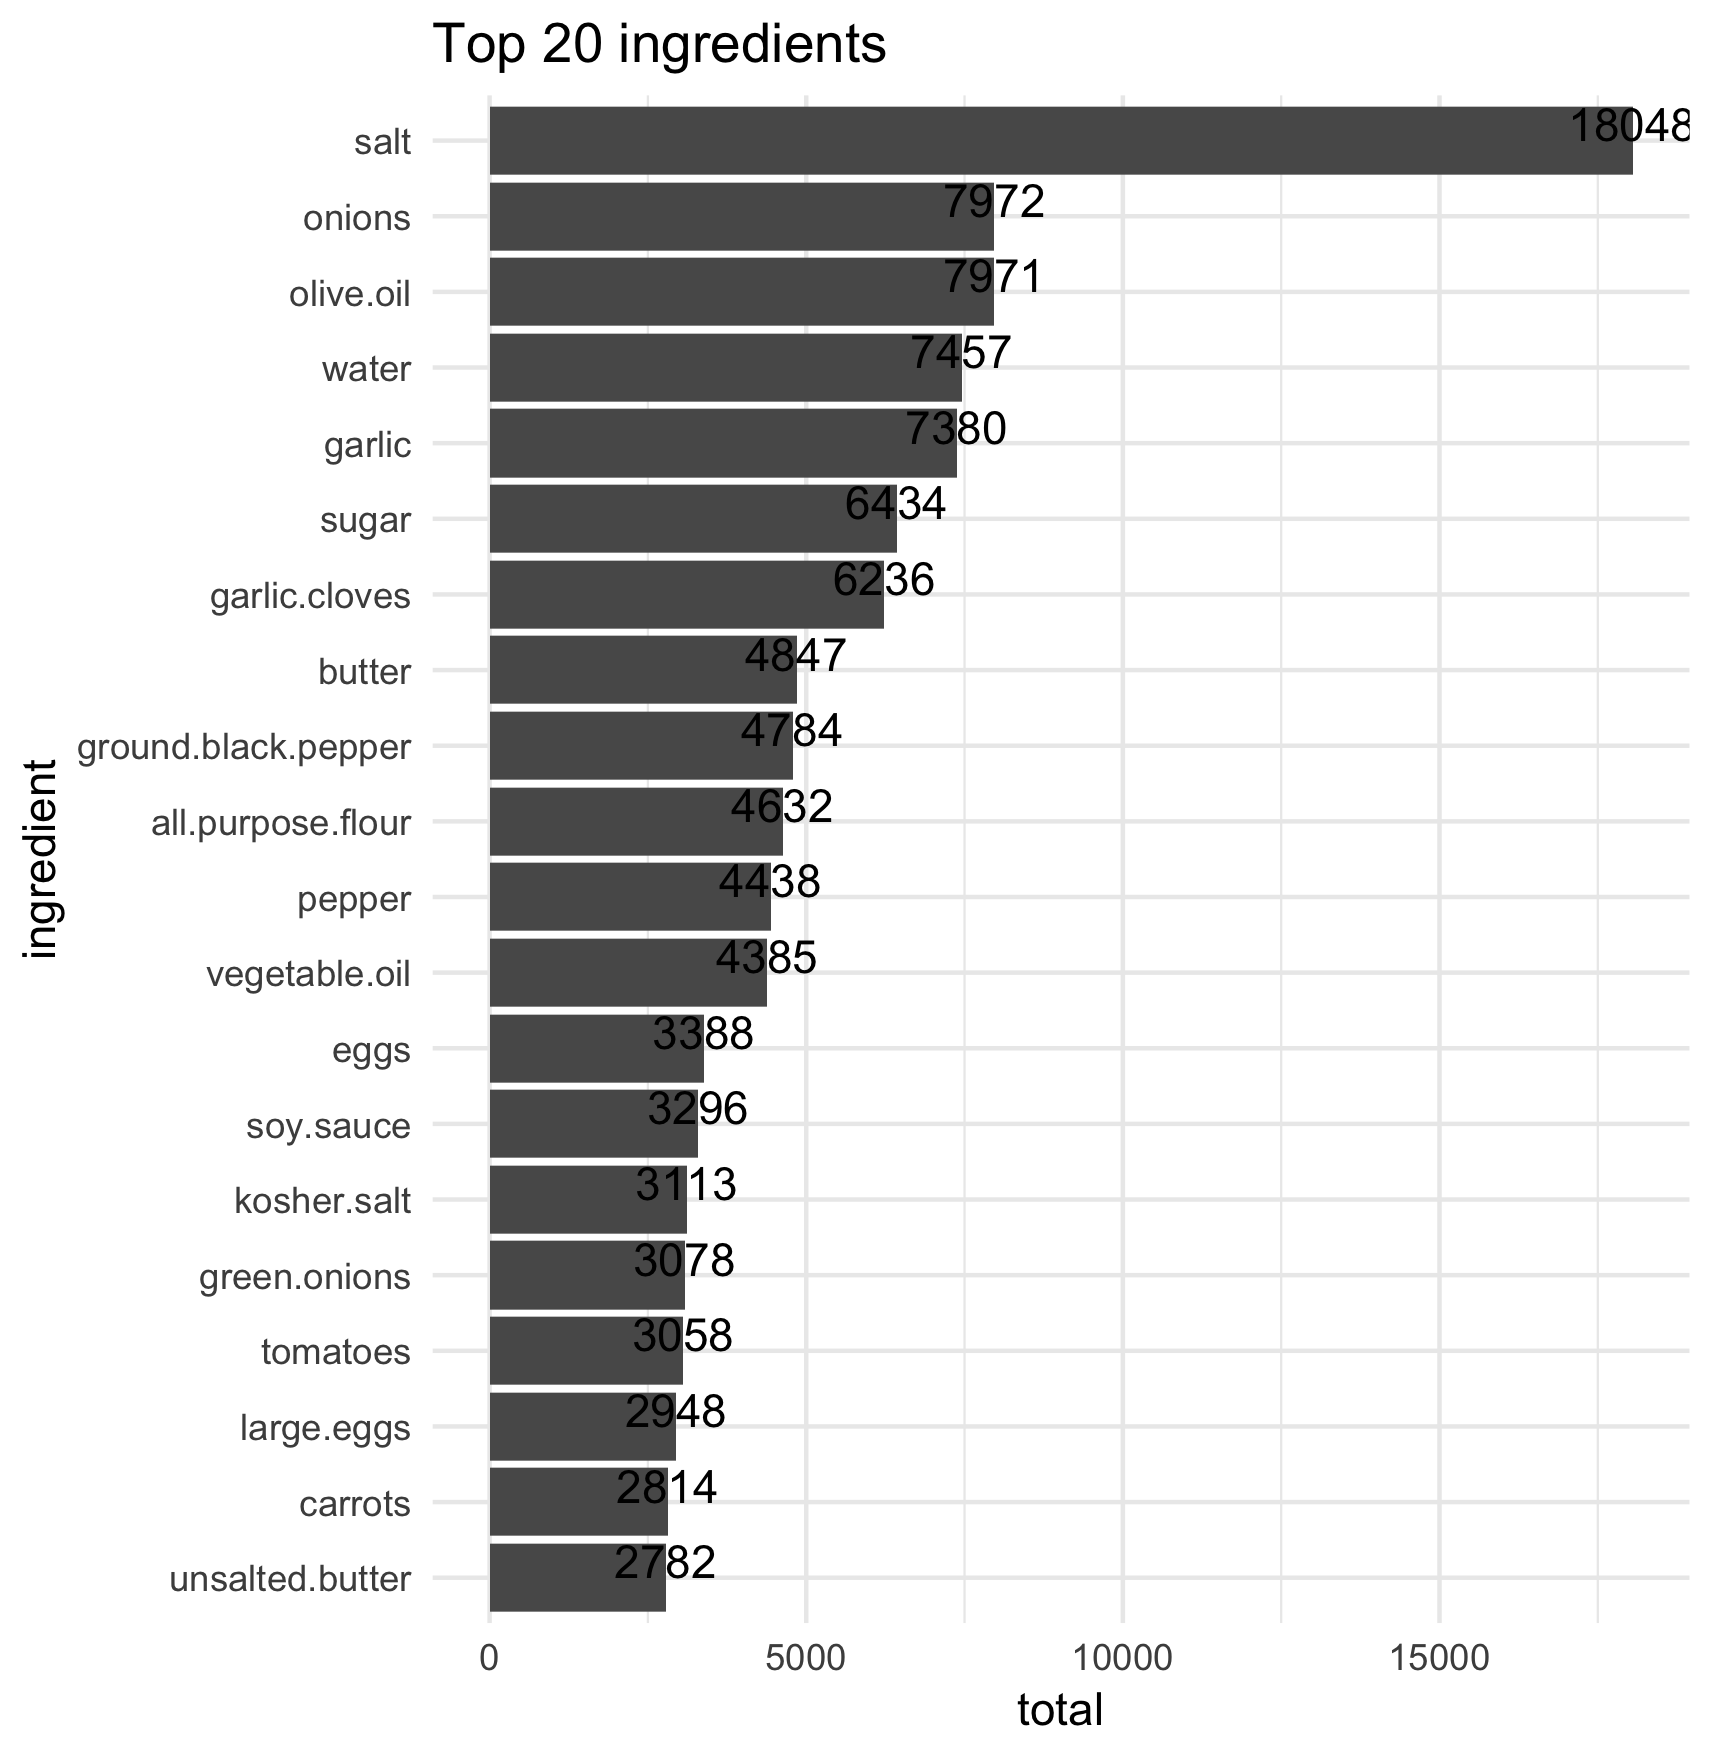 Top 20 ingredients
salt 18048
onions 7972
olive.oil 7971
water 7457
garlic 7380
sugar 6434
garlic.cloves 6236
butter 4847
ground.black.pepper 4784
all.purpose.flour 4632
pepper 4438
vegetable.oil 4385
eggs 3388
soy.sauce 3296
kosher.salt 3113
green.onions 3078
tomatoes 3058
large.eggs 2948
carrots 2814
unsalted.butter 2782
ingredient
0 5000 10000 15000
total